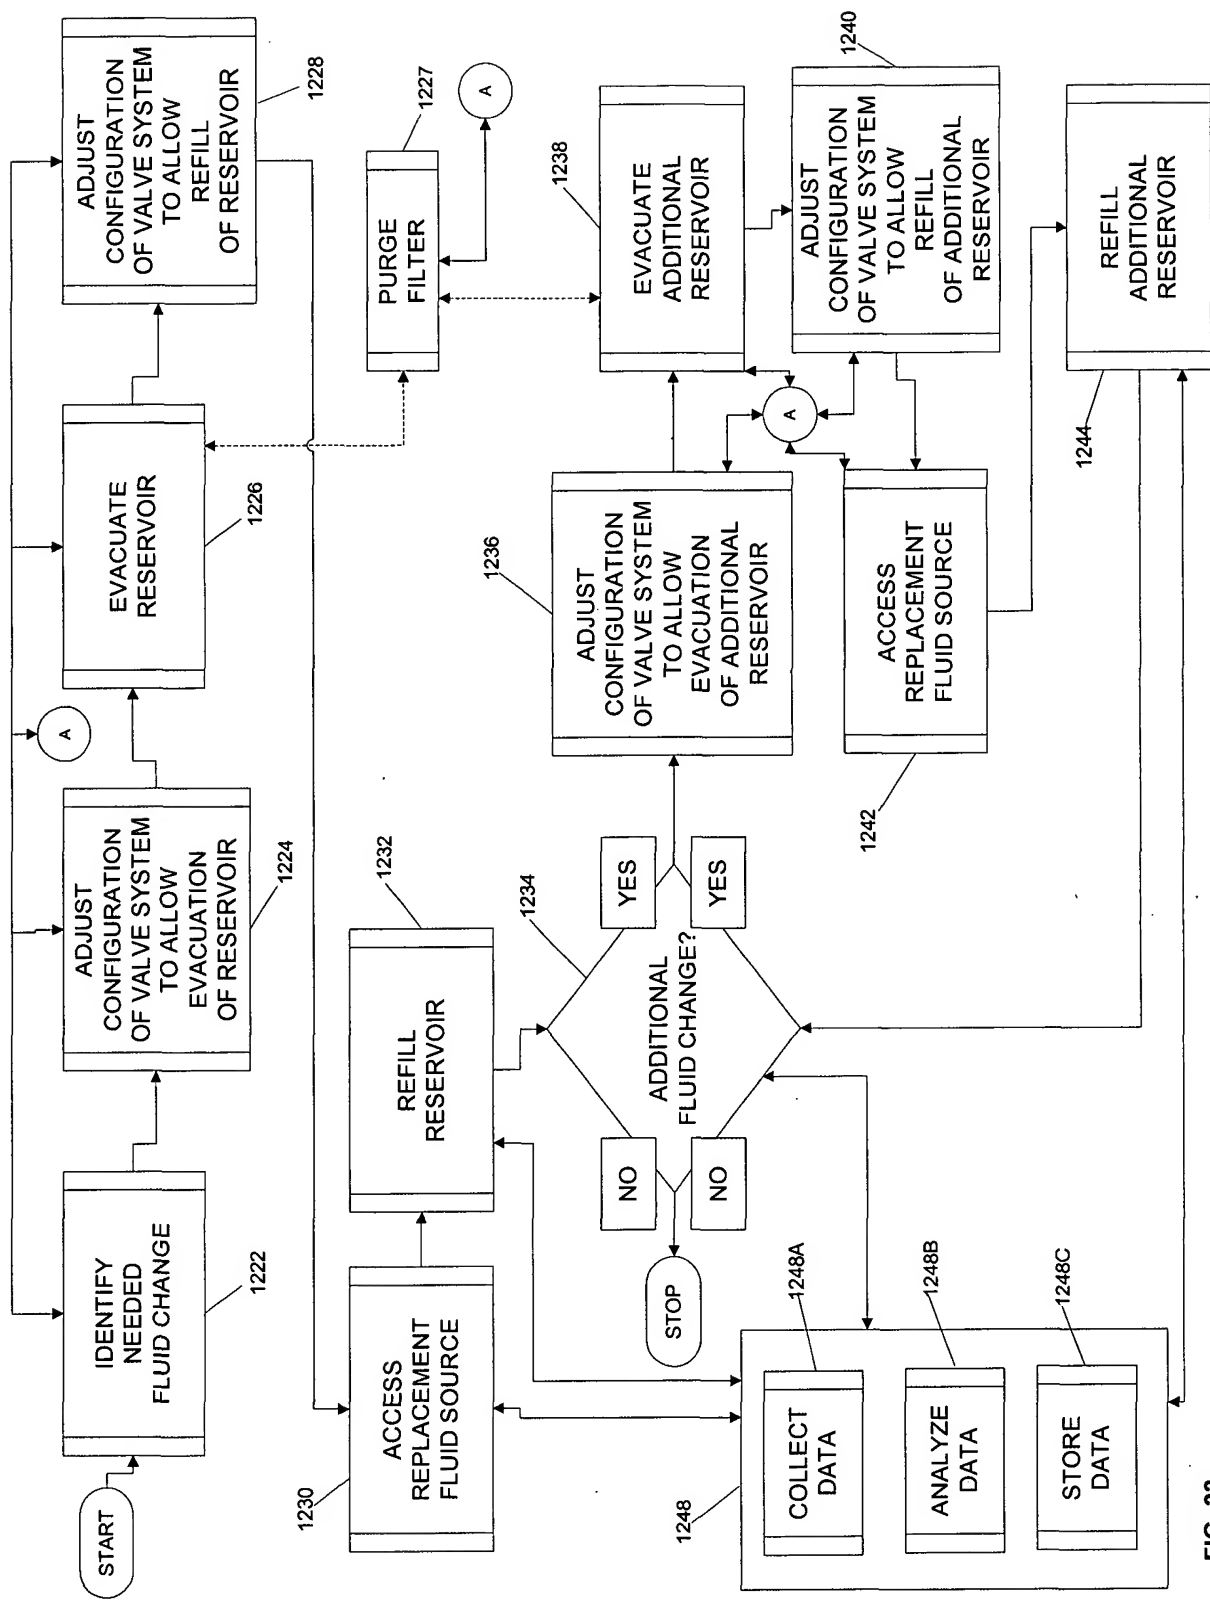 START
IDENTIFY
NEEDED
FLUID CHANGE
1222
ADJUST
CONFIGURATION
OF VALVE SYSTEM
TO ALLOW
EVACUATION
OF RESERVOIR
1224
A
EVACUATE
RESERVOIR
1226
ADJUST
CONFIGURATION
OF VALVE SYSTEM
TO ALLOW
REFILL
OF RESERVOIR
1228
PURGE
FILTER
1227
A
1230
ACCESS
REPLACEMENT
FLUID SOURCE
REFILL
RESERVOIR
1232
1234
ADDITIONAL
FLUID CHANGE?
NO
NO
YES
YES
STOP
1236
ADJUST
CONFIGURATION
OF VALVE SYSTEM
TO ALLOW
EVACUATION
OF ADDITIONAL
RESERVOIR
1238
EVACUATE
ADDITIONAL
RESERVOIR
A
1240
ADJUST
CONFIGURATION
OF VALVE SYSTEM
TO ALLOW
REFILL
OF ADDITIONAL
RESERVOIR
ACCESS
REPLACEMENT
FLUID SOURCE
1242
REFILL
ADDITIONAL
RESERVOIR
1244
1248
COLLECT
DATA
1248A
ANALYZE
DATA
1248B
STORE
DATA
1248C